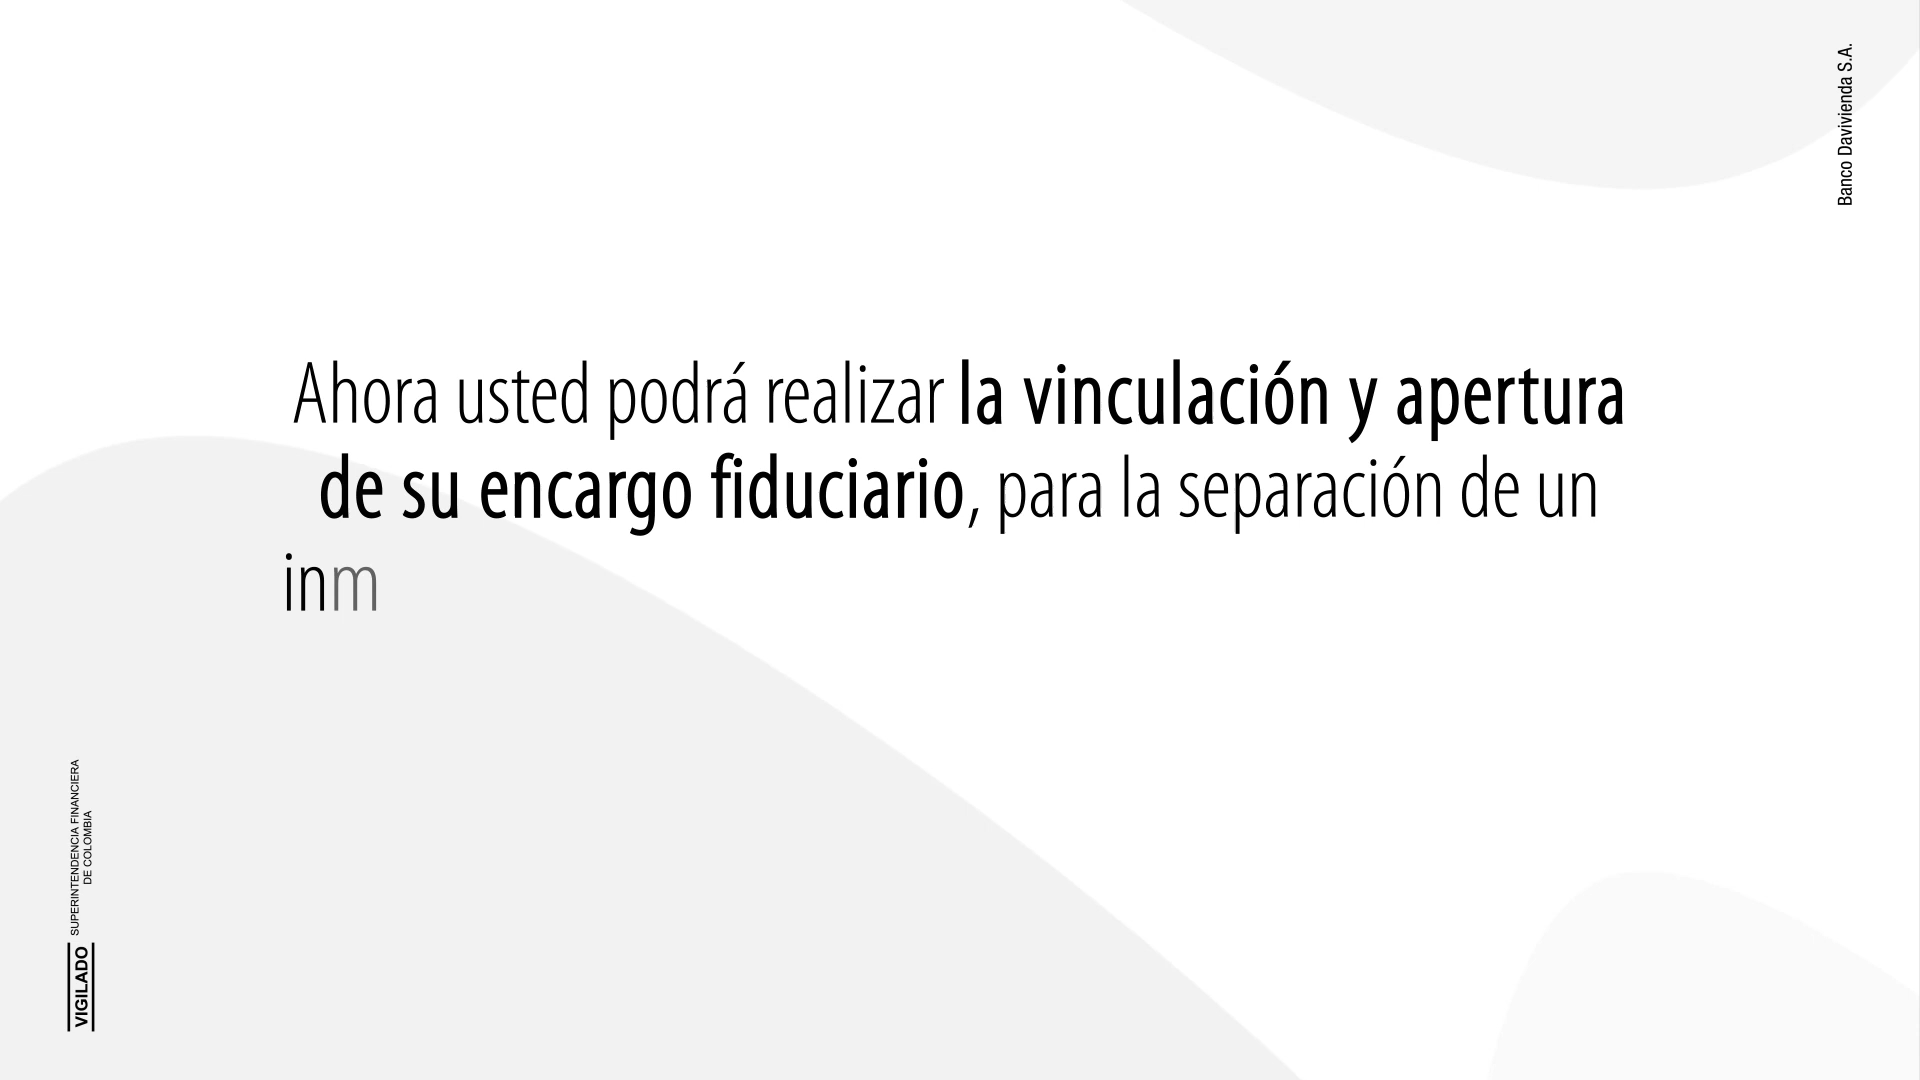 Banco Davivienda S.A.
Ahora usted podrá realizar la vinculación y apertura
de su encargo fiduciario, para la separación de un
inm
VIGILADO SUPERINTENDENCIA FINANCIERA
DE COLOMBIA